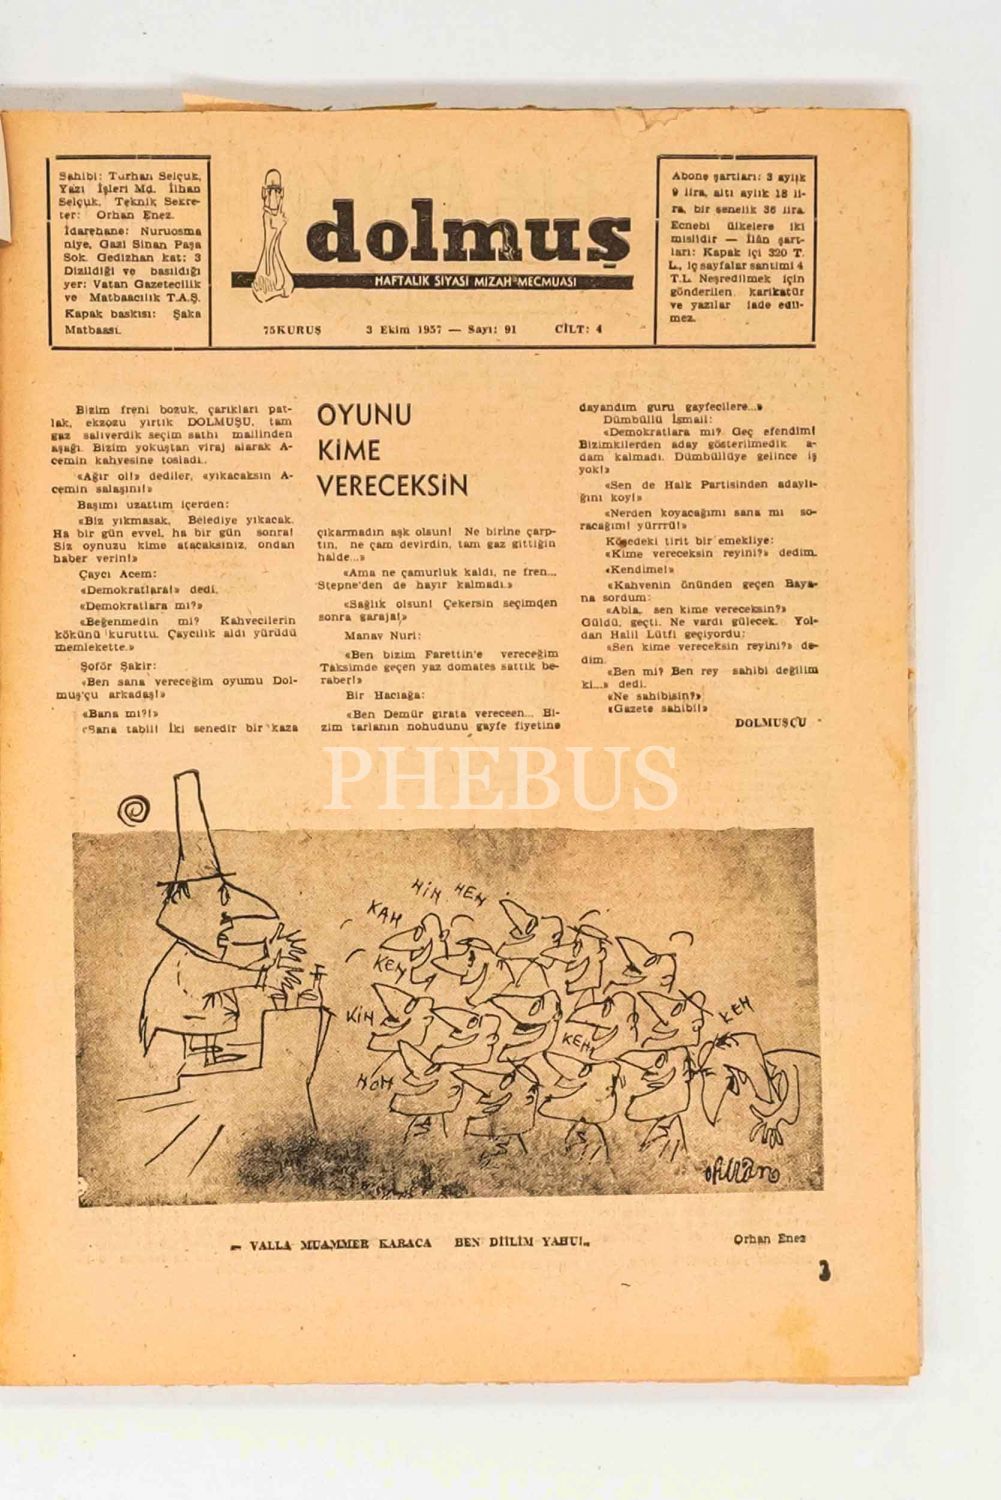 Sahibi: Turhan Selçuk,
Yazı İşleri Md. İlhan
Selçuk, Teknik Sekre-
ter: Orhan Enez.
İdarehane: Nuruosma
niye, Gazi Sinan Paşa
Sok. Gedizhan kat: 3
Dizildiği ve basıldığı
yer: Vatan Gazetecilik
ve Matbaacılık T.A.Ş.
Kapak baskısı: Şaka
Matbaası.
dolmuş
HAFTALIK SİYASİ MİZAH MECMUASI
75 KURUŞ 3 Ekim 1957 — Sayı: 91 CİLT: 4
Abone şartları: 3 aylık
9 lira, altı aylık 18 li-
ra, bir senelik 36 lira.
Ecnebi ülkelere iki
mislidir — İlân şart-
ları: Kapak içi 320 T.
L., iç sayfalar santimi 4
T.L. Neşredilmek için
gönderilen karikatür
ve yazılar iade edil-
mez.
Bizim freni bozuk, çarıkları pat-
lak, ekzozu yırtık DOLMUŞU, tam
gaz salıverdik seçim sathı mailinden
aşağı. Bizim yokuştan viraj alarak A-
cemin kahvesine tosladı..
«Ağır ol!» dediler, «yıkacaksın A-
cemin salaşını!»
Başımı uzattım içerden:
«Biz yıkmasak, Belediye yıkacak.
Ha bir gün evvel, ha bir gün sonra!
Siz oynuzu kime atacaksınız, ondan
haber verin!»
Çaycı Acem:
«Demokratlara!» dedi.
«Demokratlara mı?»
«Beğenmedin mi? Kahvecilerin
kökünü kuruttu. Çaycılık aldı yürüdü
memlekette.»
Şoför Şakir:
«Ben sana vereceğim oyumu Dol-
muş'çu arkadaş!»
«Bana mı?!»
«Sana tabii! İki senedir bir kaza
OYUNU
KİME
VERECEKSİN
çıkarmadın aşk olsun! Ne birine çarp-
tın, ne çam devirdin, tam gaz gittiğin
halde...»
«Ama ne çamurluk kaldı, ne fren...
Stepne'den de hayır kalmadı.»
«Sağlık olsun! Çekersin seçimden
sonra garaja!»
Manav Nuri:
«Ben bizim Farettin'e vereceğim
Taksimde geçen yaz domates sattık be-
raber!»
Bir Hacıağa:
«Ben Demür gırata vereceen... Bi-
zim tarlanın nohudunu gayfe fiyetine
dayandım guru gayfecilere...»
Dümbüllü İsmail:
«Demokratlara mı? Geç efendim!
Bizimkilerden aday gösterilmedik a-
dam kalmadı. Dümbüllüye gelince iş
yok!»
«Sen de Halk Partisinden adaylı-
ğını koy!»
«Nerden koyacağımı sana mı so-
racağım! yürrrü!»
Köşedeki tirit bir emekliye:
«Kime vereceksin reyini?» dedim.
«Kendime!»
«Kahvenin önünden geçen Baya-
na sordum:
«Abla, sen kime vereceksin?»
Güldü, geçti. Ne vardı gülecek. Yol-
dan Halil Lûtfi geçiyordu:
«Sen kime vereceksin reyini?» de-
dim.
«Ben mi? Ben rey sahibi değilim
ki...» dedi.
«Ne sahibisin?»
«Gazete sahibi!»
DOLMUŞÇU
PHEBUS
HİH HEH
KAH
KEH
KİH
KEH
KEH
HOH
— VALLA MUAMMER KARACA BEN DİİLİM YAHU!..
Orhan Enez
3